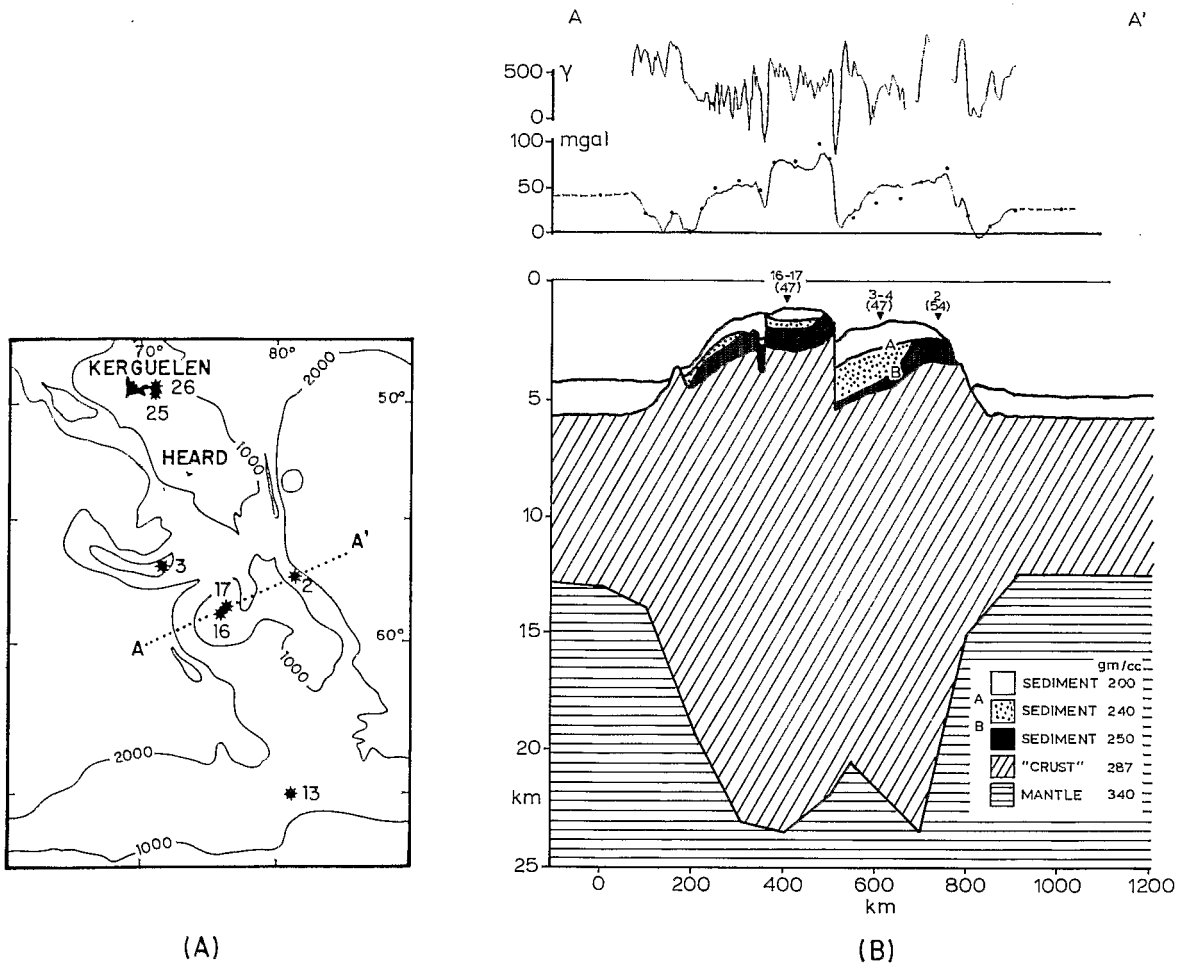 70°
80°
2000
KERGUELEN
26
25
50°
1000
HEARD
3
A'
17
2
16
A
60°
1000
2000
13
1000
(A)
A
A'
500
γ
0
100
mgal
50
0
0
16-17
(47)
3-4
(47)
2
(54)
A
B
5
10
15
20
km
25
gm/cc
SEDIMENT 200
A
SEDIMENT 240
B
SEDIMENT 250
"CRUST" 287
MANTLE 340
0
200
400
600
800
1000
1200
km
(B)